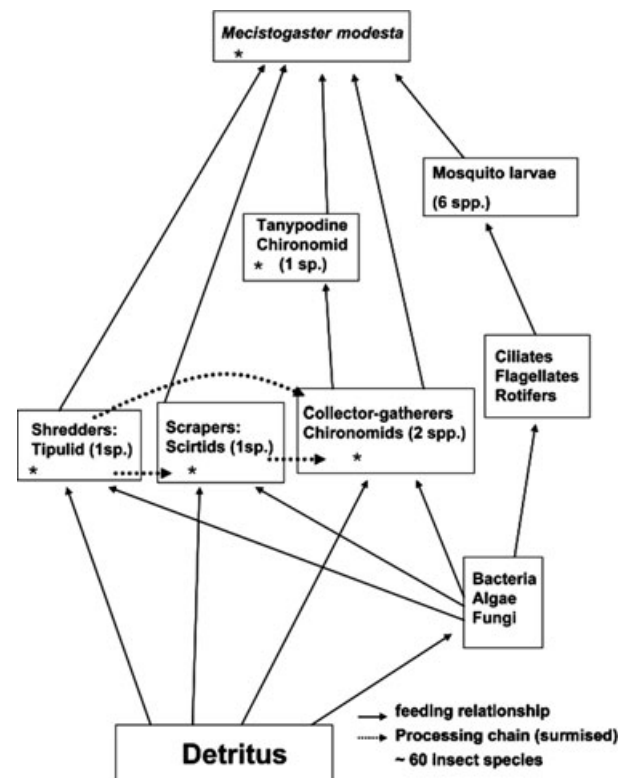 Mecistogaster modesta
*
Mosquito larvae
(6 spp.)
Tanypodine
Chironomid
* (1 sp.)
Ciliates
Flagellates
Rotifers
Shredders:
Tipulid (1sp.)
*
Scrapers:
Scirtids (1sp.)
*
Collector-gatherers
Chironomids (2 spp.)
*
Bacteria
Algae
Fungi
Detritus
feeding relationship
Processing chain (surmised)
~ 60 Insect species